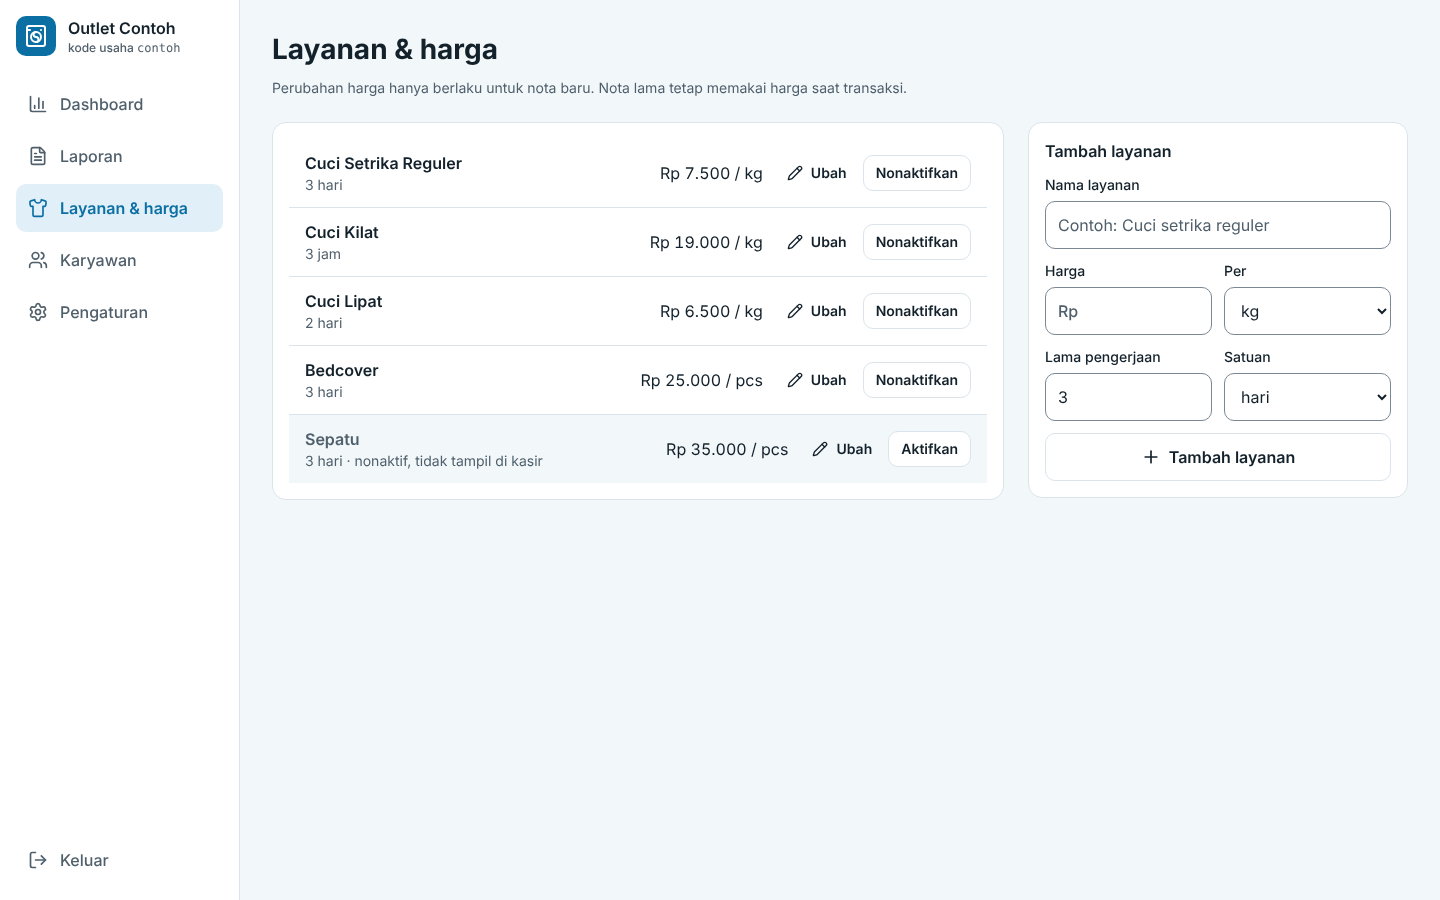 Outlet Contoh
kode usaha contoh
Dashboard
Laporan
Layanan & harga
Karyawan
Pengaturan
Keluar
Layanan & harga
Perubahan harga hanya berlaku untuk nota baru. Nota lama tetap memakai harga saat transaksi.
Cuci Setrika Reguler
3 hari
Rp 7.500 / kg
Ubah
Nonaktifkan
Cuci Kilat
3 jam
Rp 19.000 / kg
Ubah
Nonaktifkan
Cuci Lipat
2 hari
Rp 6.500 / kg
Ubah
Nonaktifkan
Bedcover
3 hari
Rp 25.000 / pcs
Ubah
Nonaktifkan
Sepatu
3 hari · nonaktif, tidak tampil di kasir
Rp 35.000 / pcs
Ubah
Aktifkan
Tambah layanan
Nama layanan
Contoh: Cuci setrika reguler
Harga
Per
Rp
kg
Lama pengerjaan
Satuan
3
hari
Tambah layanan